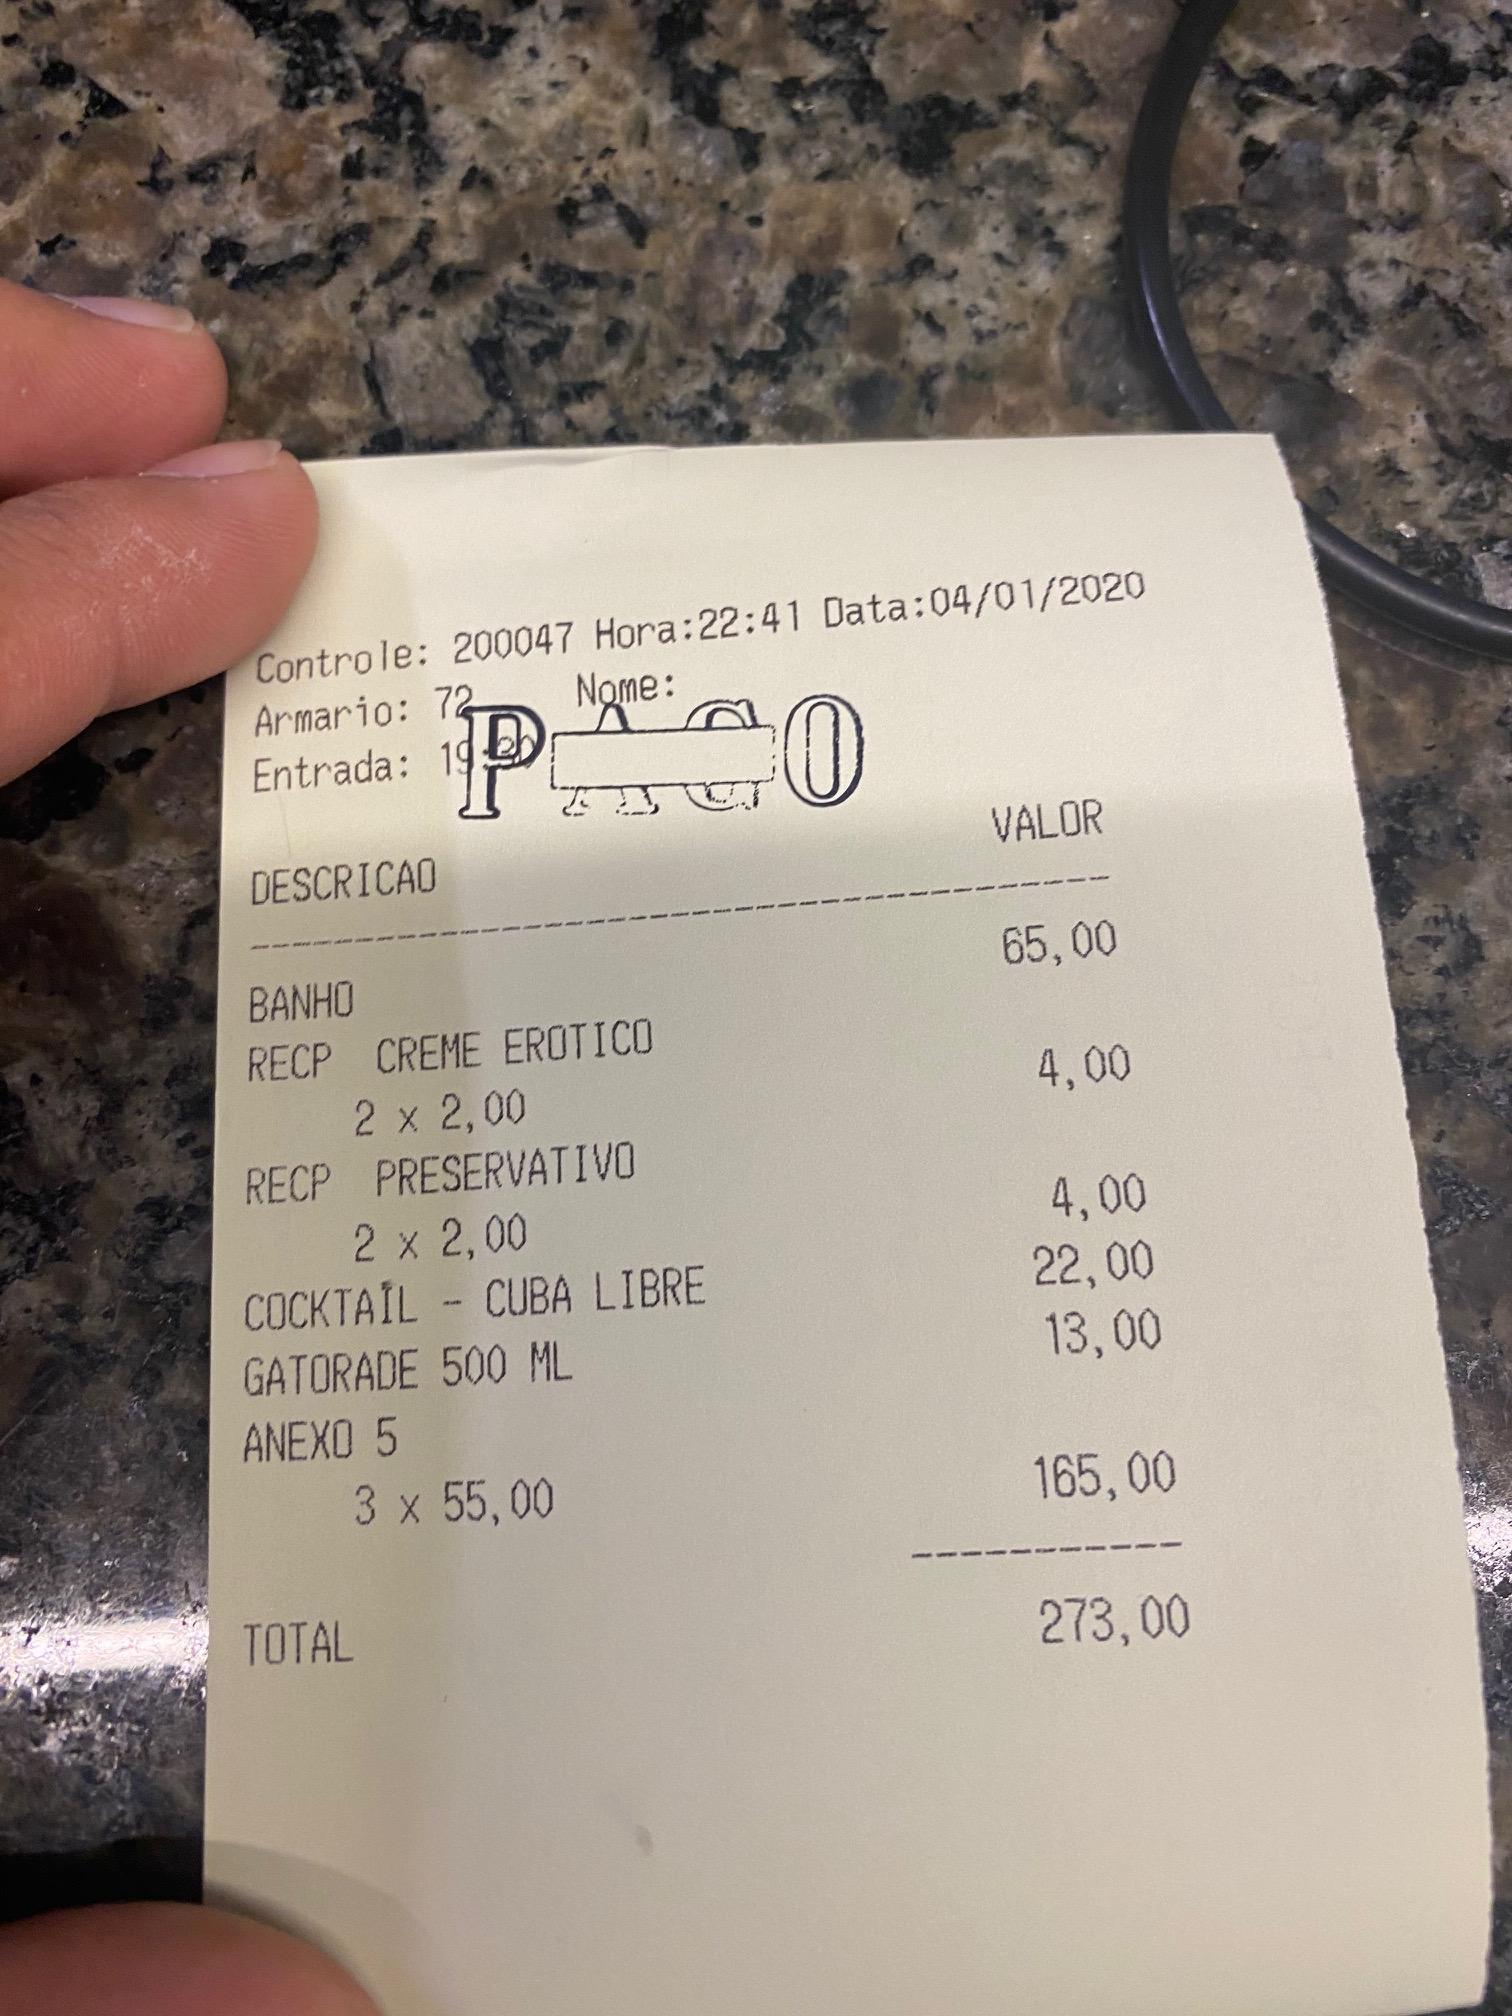 Controle: 200047 Hora:22:41 Data:04/01/2020
Armario: 72 Nome:
Entrada:
PAGO
DESCRICAO VALOR
BANHO 65,00
RECP CREME EROTICO
2 x 2,00 4,00
RECP PRESERVATIVO
2 x 2,00 4,00
COCKTAIL - CUBA LIBRE 22,00
GATORADE 500 ML 13,00
ANEXO 5
3 x 55,00 165,00
TOTAL 273,00